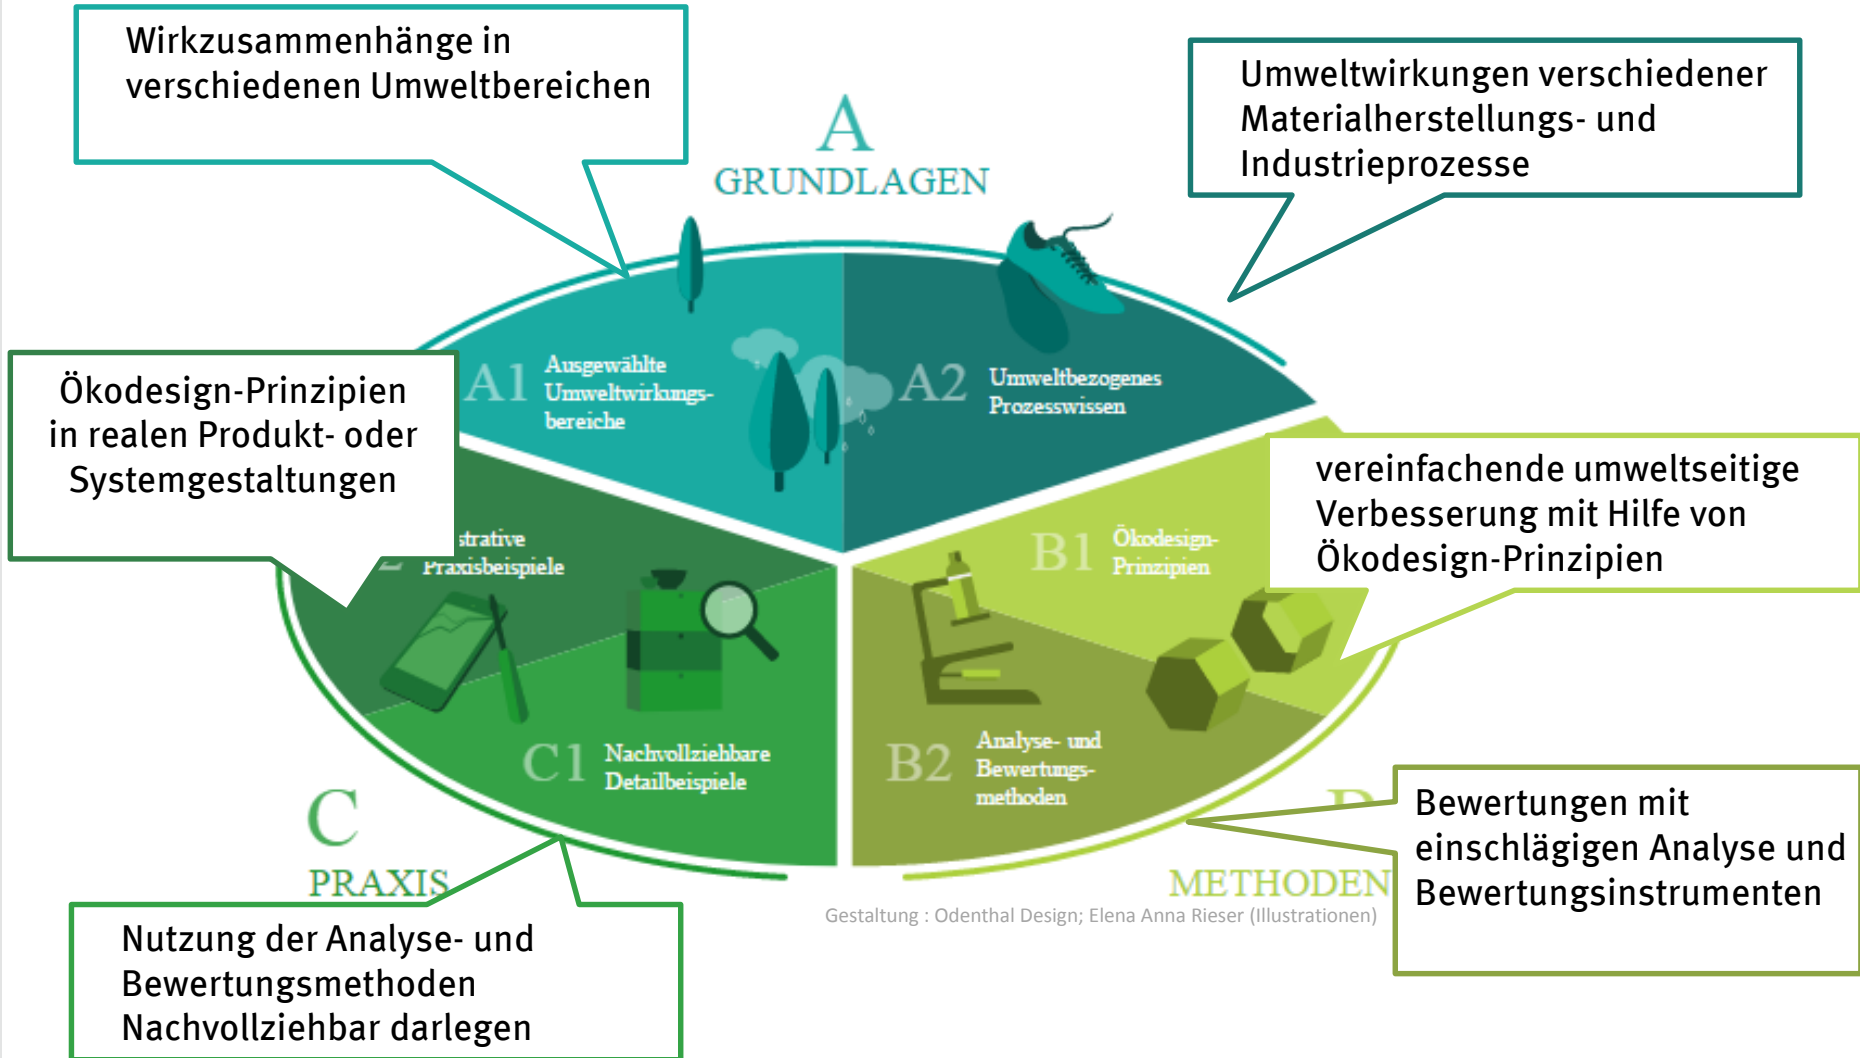 Wirkzusammenhänge in
verschiedenen Umweltbereichen
Umweltwirkungen verschiedener
Materialherstellungs- und
Industrieprozesse
A
GRUNDLAGEN
A1
Ausgewählte
Umweltwirkungs-
bereiche
A2
Umweltbezogenes
Prozesswissen
Ökodesign-Prinzipien
in realen Produkt- oder
Systemgestaltungen
strative
Praxisbeispiele
B1
Ökodesign-
Prinzipien
vereinfachende umweltseitige
Verbesserung mit Hilfe von
Ökodesign-Prinzipien
C1
Nachvollziehbare
Detailbeispiele
B2
Analyse- und
Bewertungs-
methoden
C
PRAXIS
METHODEN
Bewertungen mit
einschlägigen Analyse und
Bewertungsinstrumenten
Gestaltung : Odenthal Design; Elena Anna Rieser (Illustrationen)
Nutzung der Analyse- und
Bewertungsmethoden
Nachvollziehbar darlegen